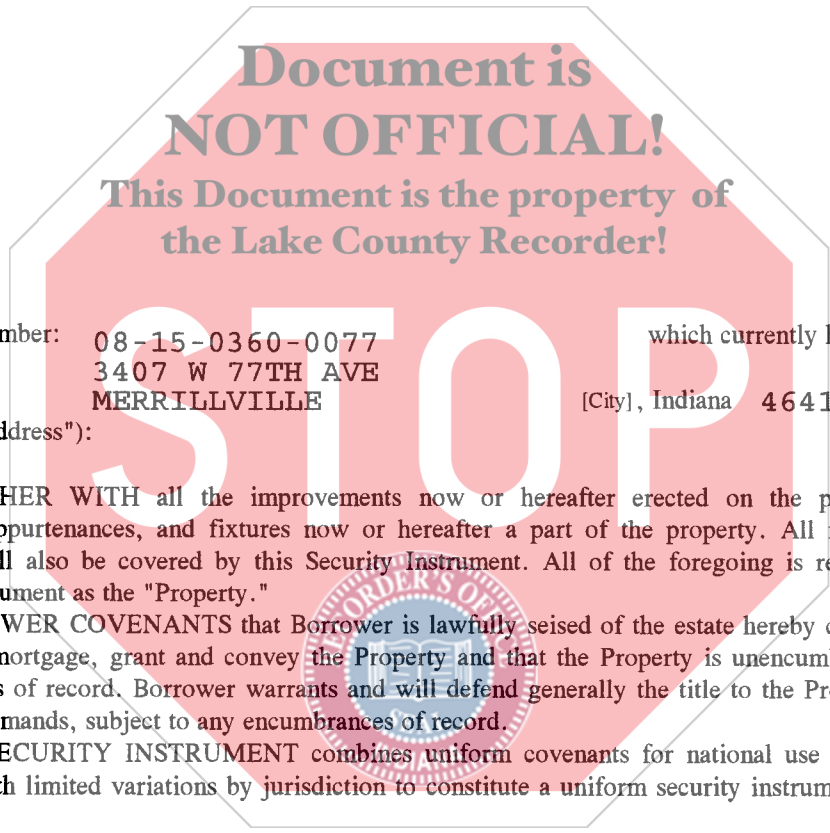 Document is
NOT OFFICIAL!
This Document is the property of
the Lake County Recorder!
STOP
mber: 08-15-0360-0077 which currently
3407 W 77TH AVE
MERRILLVILLE [City], Indiana 4641
ddress"):
HER WITH all the improvements now or hereafter erected on the p
ppurtenances, and fixtures now or hereafter a part of the property. All
ll also be covered by this Security Instrument. All of the foregoing is re
ument as the "Property."
WER COVENANTS that Borrower is lawfully seised of the estate hereby
mortgage, grant and convey the Property and that the Property is unencum
s of record. Borrower warrants and will defend generally the title to the Pr
mands, subject to any encumbrances of record.
ECURITY INSTRUMENT combines uniform covenants for national use
th limited variations by jurisdiction to constitute a uniform security instrum
RECORDER'S OF